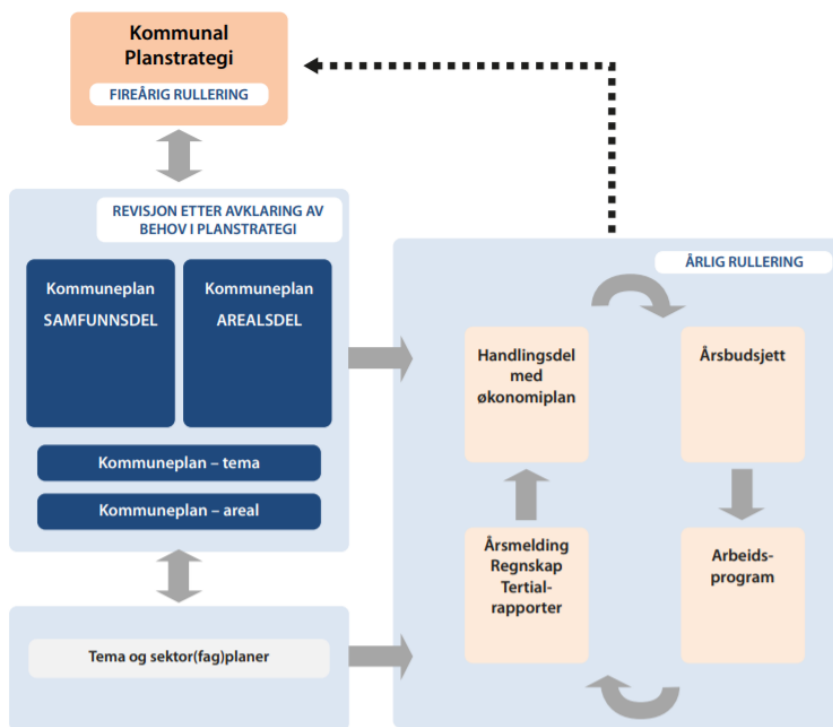 Kommunal
Planstrategi
FIREÅRIG RULLERING
REVISJON ETTER AVKLARING AV
BEHOV I PLANSTRATEGI
Kommuneplan
SAMFUNNSDEL
Kommuneplan
AREALSDEL
Kommuneplan – tema
Kommuneplan – areal
Tema og sektor(fag)planer
ÅRLIG RULLERING
Handlingsdel
med
økonomiplan
Årsbudsjett
Årsmelding
Regnskap
Tertial-
rapporter
Arbeids-
program